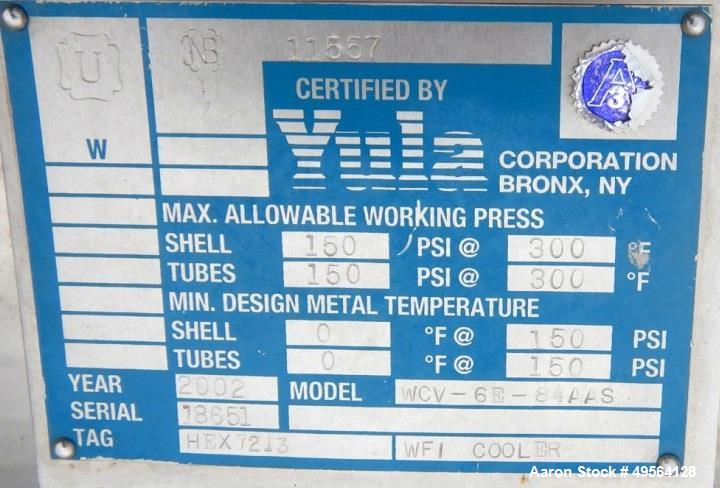 U
NB 11557
A
3
CERTIFIED BY
W
Yula CORPORATION
BRONX, NY
MAX. ALLOWABLE WORKING PRESS
SHELL 150 PSI @ 300 °F
TUBES 150 PSI @ 300 °F
MIN. DESIGN METAL TEMPERATURE
SHELL 0 °F @ 150 PSI
TUBES 0 °F @ 150 PSI
YEAR 2002 MODEL WCV-6E-84AAS
SERIAL 18651
TAG HEX7213 WFI COOLER
Aaron Stock # 49564128